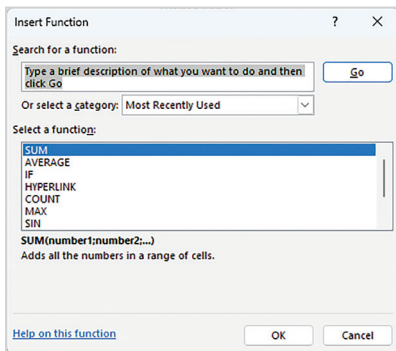 Insert Function
?
Search for a function:
Type a brief description of what you want to do and then
click Go
Go
Or select a category: Most Recently Used
Select a function:
SUM
AVERAGE
IF
HYPERLINK
COUNT
MAX
SIN
SUM(number1;number2;...)
Adds all the numbers in a range of cells.
Help on this function
OK
Cancel